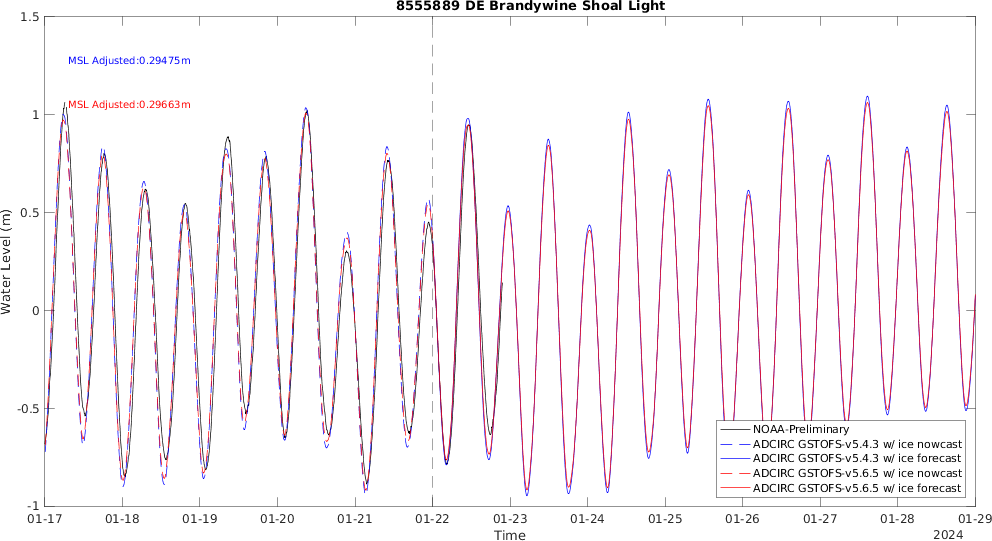 8555889 DE Brandywine Shoal Light
1.5
1
0.5
0
-0.5
-1
Water Level (m)
MSL Adjusted:0.29475m
MSL Adjusted:0.29663m
NOAA-Preliminary
ADCIRC GSTOFS-v5.4.3 w/ ice nowcast
ADCIRC GSTOFS-v5.4.3 w/ ice forecast
ADCIRC GSTOFS-v5.6.5 w/ ice nowcast
ADCIRC GSTOFS-v5.6.5 w/ ice forecast
01-17 01-18 01-19 01-20 01-21 01-22 01-23 01-24 01-25 01-26 01-27 01-28 01-29
Time
2024